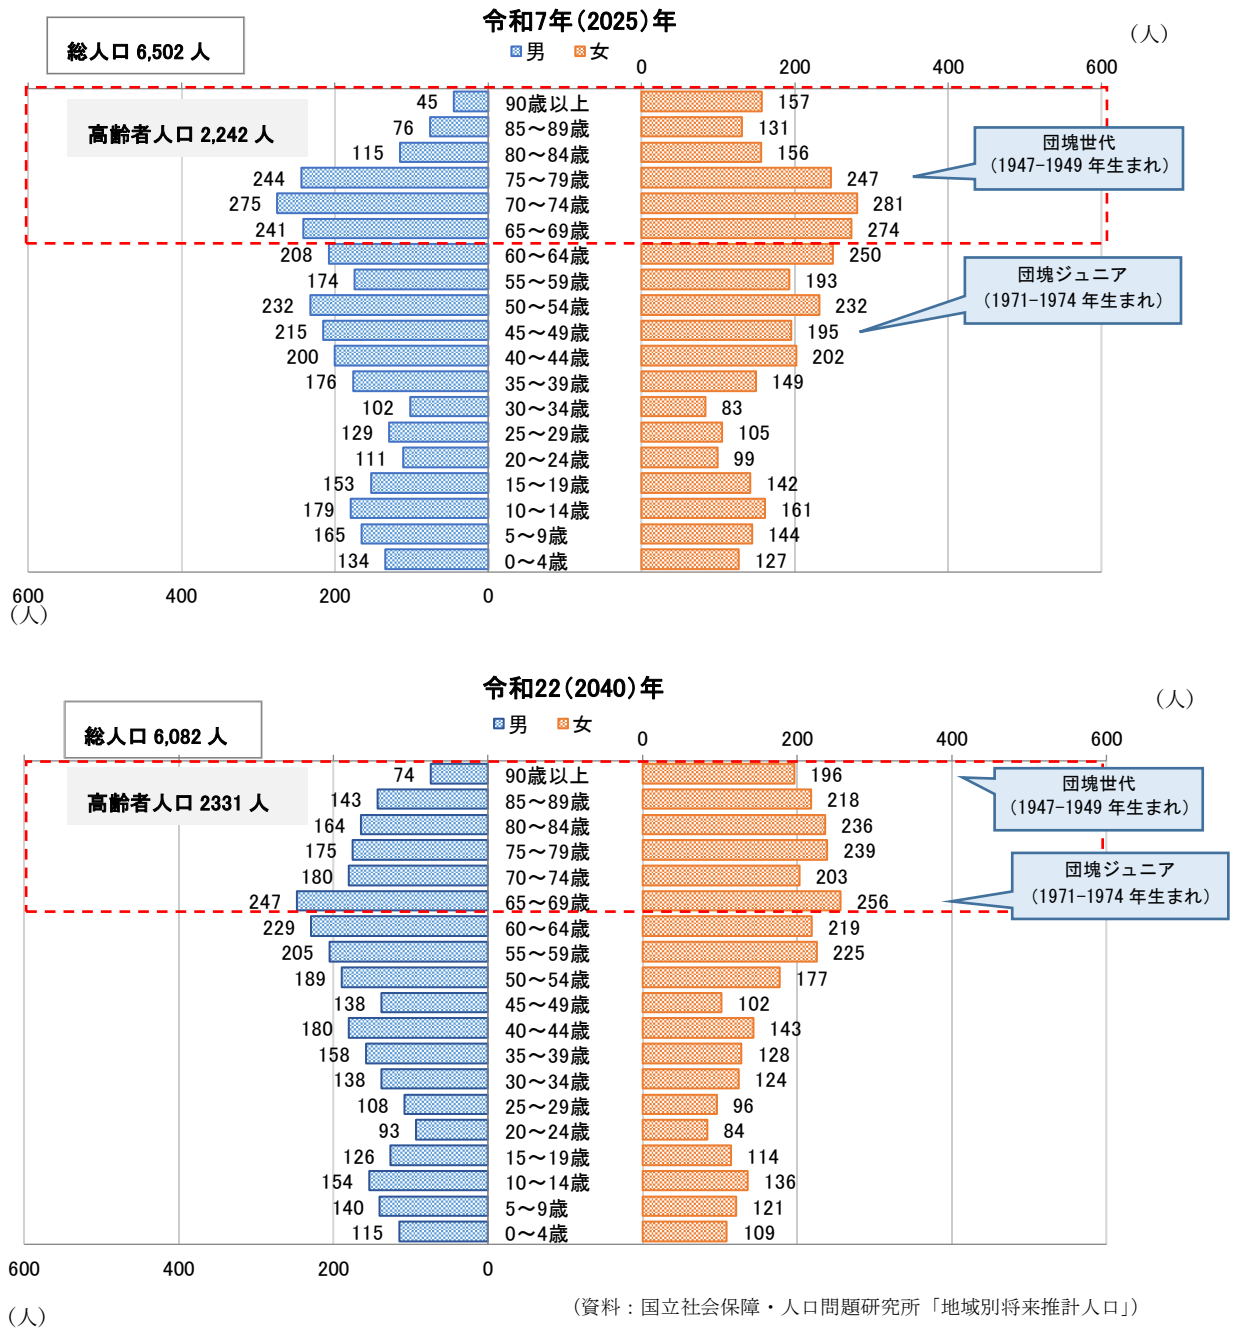 令和7年（2025）年
総人口 6,502 人
男 女
（人）
0 200 400 600
高齢者人口 2,242 人
45 90歳以上 157
76 85～89歳 131
115 80～84歳 156
244 75～79歳 247
275 70～74歳 281
241 65～69歳 274
208 60～64歳 250
174 55～59歳 193
232 50～54歳 232
215 45～49歳 195
200 40～44歳 202
176 35～39歳 149
102 30～34歳 83
129 25～29歳 105
111 20～24歳 99
153 15～19歳 142
179 10～14歳 161
165 5～9歳 144
134 0～4歳 127
団塊世代
（1947-1949 年生まれ）
団塊ジュニア
（1971-1974 年生まれ）
600 400 200 0
（人）
令和22（2040）年
総人口 6,082 人
男 女
（人）
0 200 400 600
高齢者人口 2331 人
74 90歳以上 196
143 85～89歳 218
164 80～84歳 236
175 75～79歳 239
180 70～74歳 203
247 65～69歳 256
229 60～64歳 219
205 55～59歳 225
189 50～54歳 177
138 45～49歳 102
180 40～44歳 143
158 35～39歳 128
138 30～34歳 124
108 25～29歳 96
93 20～24歳 84
126 15～19歳 114
154 10～14歳 136
140 5～9歳 121
115 0～4歳 109
団塊世代
（1947-1949 年生まれ）
団塊ジュニア
（1971-1974 年生まれ）
600 400 200 0
（人）
（資料：国立社会保障・人口問題研究所「地域別将来推計人口」）